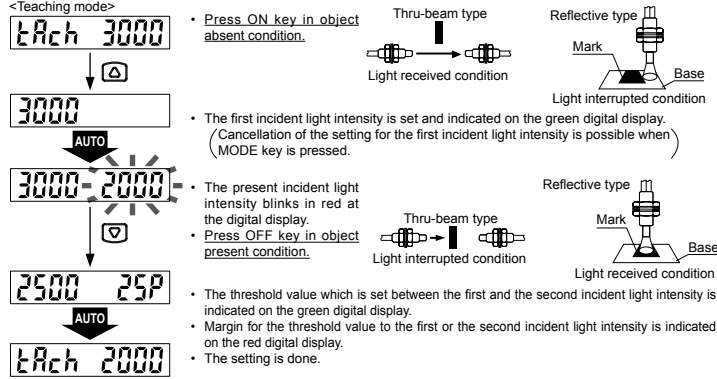 <Teaching mode>
tAch 3000
• Press ON key in object absent condition.
Thru-beam type
Light received condition
Reflective type
Mark
Base
Light interrupted condition
3000
• The first incident light intensity is set and indicated on the green digital display.
(Cancellation of the setting for the first incident light intensity is possible when
MODE key is pressed.)
AUTO
3000 2000
• The present incident light
intensity blinks in red at
the digital display.
• Press OFF key in object
present condition.
Thru-beam type
Light interrupted condition
Reflective type
Mark
Base
Light received condition
2500 25P
• The threshold value which is set between the first and the second incident light intensity is
indicated on the green digital display.
• Margin for the threshold value to the first or the second incident light intensity is indicated
on the red digital display.
AUTO
• The setting is done.
tAch 2000